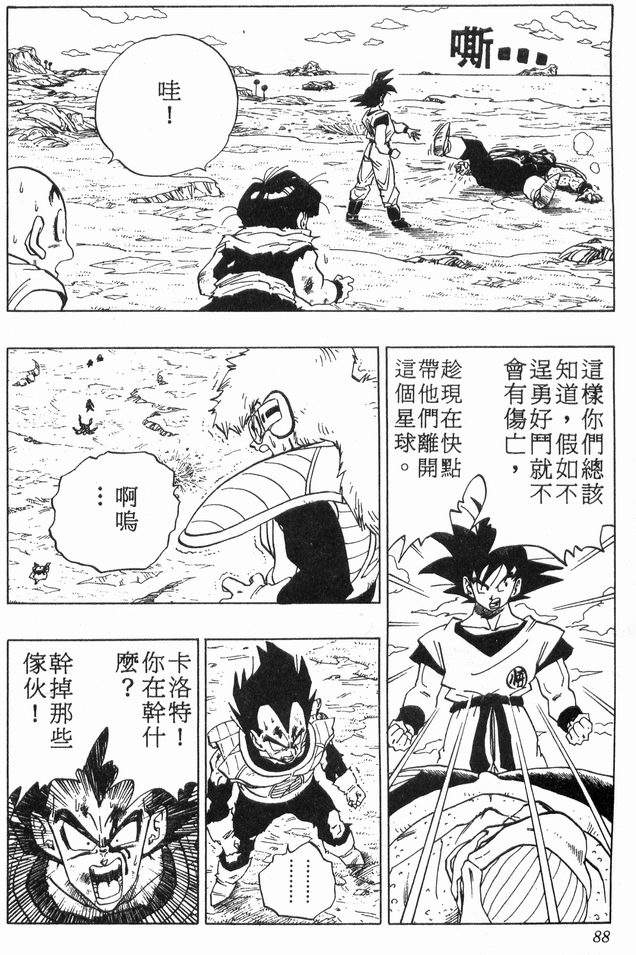 嘶・・・
哇！
這樣你們總該
知道，假如不
逞勇好鬥就不
會有傷亡，
趁現在快點
帶他們離開
這個星球。
啊嗚
…
……
卡洛特！
你在幹什
麼？
幹掉那些
傢伙！
88